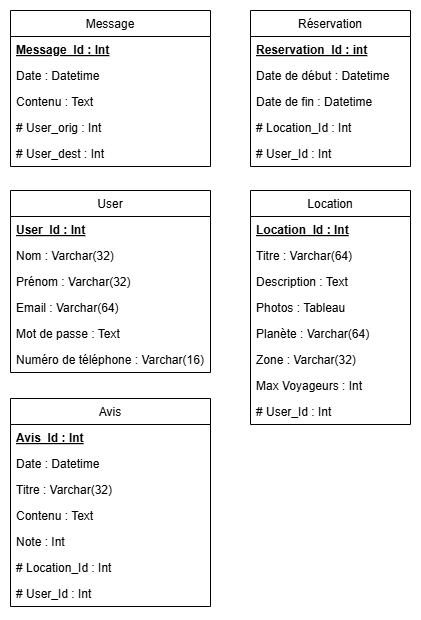 Message
Message_Id : Int
Date : Datetime
Contenu : Text
# User_orig : Int
# User_dest : Int
Réservation
Reservation_Id : int
Date de début : Datetime
Date de fin : Datetime
# Location_Id : Int
# User_Id : Int
User
User_Id : Int
Nom : Varchar(32)
Prénom : Varchar(32)
Email : Varchar(64)
Mot de passe : Text
Numéro de téléphone : Varchar(16)
Location
Location_Id : Int
Titre : Varchar(64)
Description : Text
Photos : Tableau
Planète : Varchar(64)
Zone : Varchar(32)
Max Voyageurs : Int
# User_Id : Int
Avis
Avis_Id : Int
Date : Datetime
Titre : Varchar(32)
Contenu : Text
Note : Int
# Location_Id : Int
# User_Id : Int